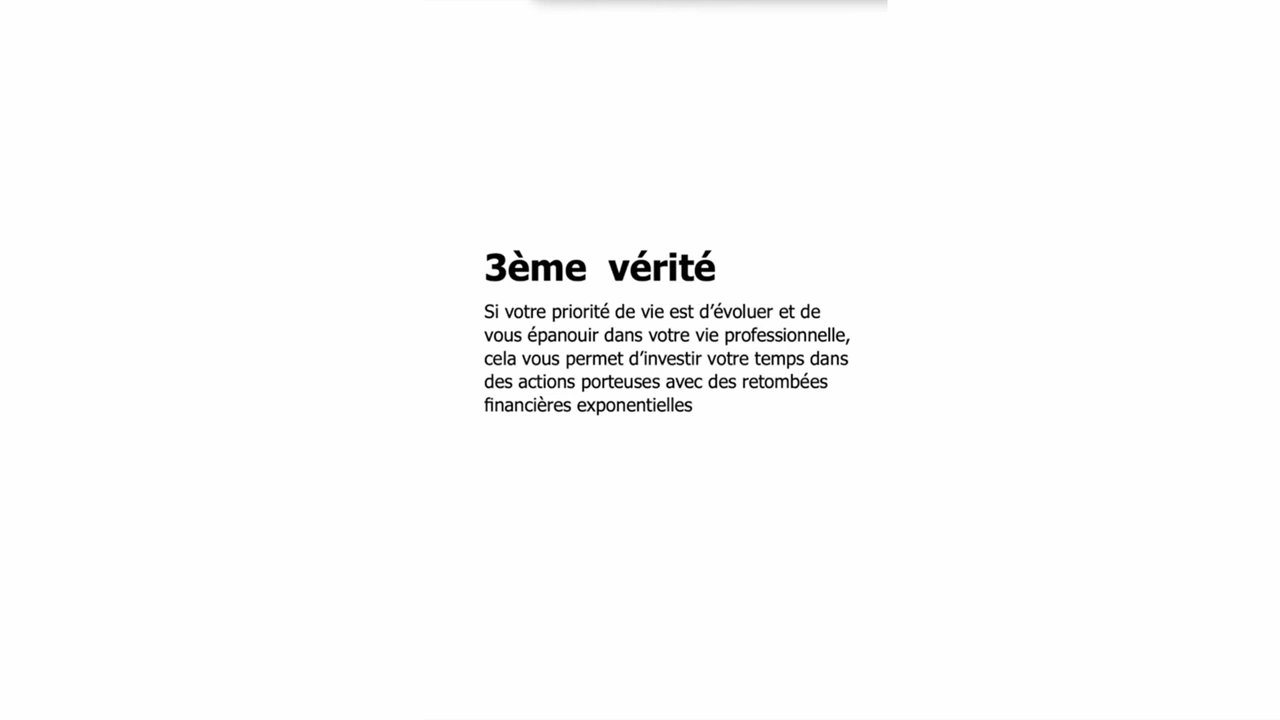 3ème vérité
Si votre priorité de vie est d’évoluer et de
vous épanouir dans votre vie professionnelle,
cela vous permet d’investir votre temps dans
des actions porteuses avec des retombées
financières exponentielles